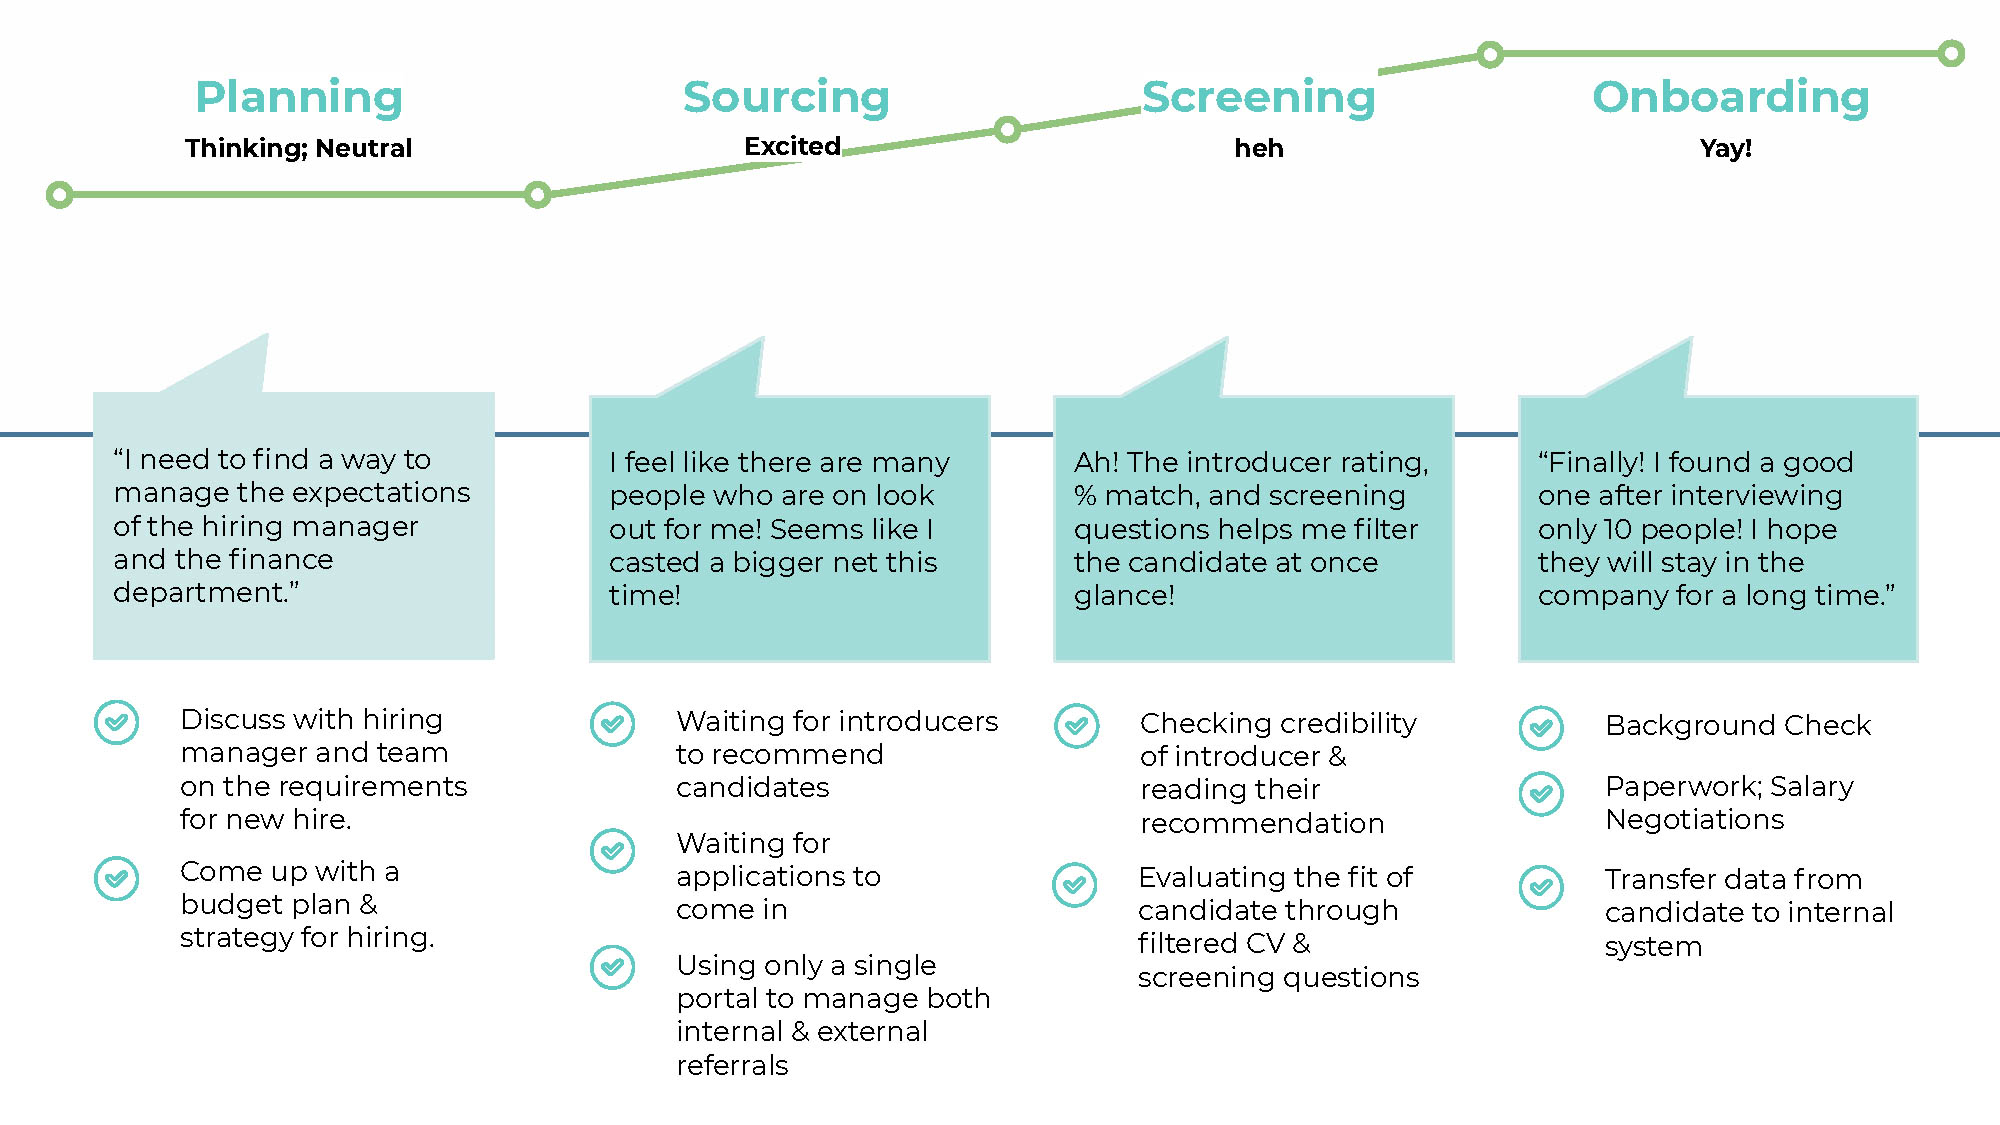 Planning
Thinking; Neutral
Sourcing
Excited
Screening
heh
Onboarding
Yay!
“I need to find a way to
manage the expectations
of the hiring manager
and the finance
department.”
I feel like there are many
people who are on look
out for me! Seems like I
casted a bigger net this
time!
Ah! The introducer rating,
% match, and screening
questions helps me filter
the candidate at once
glance!
“Finally! I found a good
one after interviewing
only 10 people! I hope
they will stay in the
company for a long time.”
Discuss with hiring
manager and team
on the requirements
for new hire.
Come up with a
budget plan &
strategy for hiring.
Waiting for introducers
to recommend
candidates
Waiting for
applications to
come in
Using only a single
portal to manage both
internal & external
referrals
Checking credibility
of introducer &
reading their
recommendation
Evaluating the fit of
candidate through
filtered CV &
screening questions
Background Check
Paperwork; Salary
Negotiations
Transfer data from
candidate to internal
system